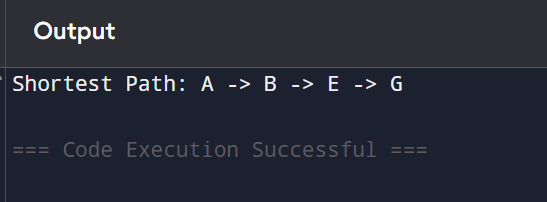 Output
Shortest Path: A -> B -> E -> G
=== Code Execution Successful ===